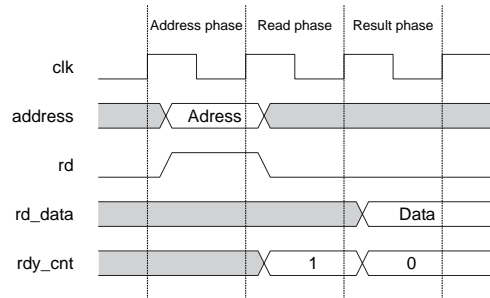 Address phase Read phase Result phase
clk
address Adress
rd
rd_data Data
rdy_cnt 1 0